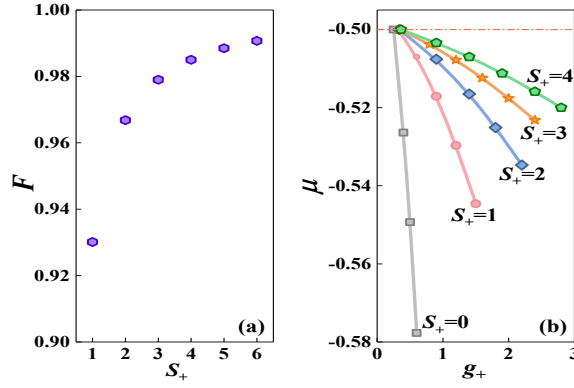 1.00
0.98
0.96
0.94
0.92
0.90
F
1 2 3 4 5 6
S+
(a)
-0.50
-0.52
-0.54
-0.56
-0.58
μ
0 1 2 3
g+
S+=4
S+=3
S+=2
S+=1
S+=0
(b)